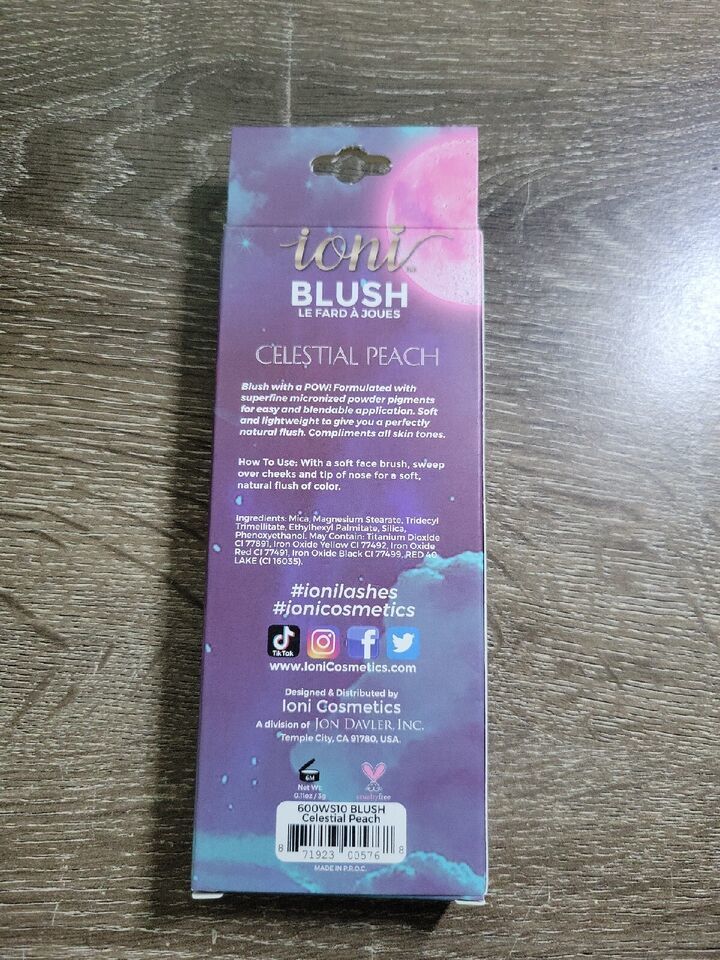 ioni
BLUSH
LE FARD À JOUES
CELESTIAL PEACH
Blush with a POW! Formulated with
superfine micronized powder pigments
for easy and blendable application. Soft
and lightweight to give you a perfectly
natural flush. Compliments all skin tones.
How To Use: With a soft face brush, sweep
over cheeks and tip of nose for a soft,
natural flush of color.
Ingredients: Mica, Magnesium Stearate, Tridecyl
Trimellitate, Ethylhexyl Palmitate, Silica,
Phenoxyethanol. May Contain: Titanium Dioxide
CI 77891, Iron Oxide Yellow CI 77492, Iron Oxide
Red CI 77491, Iron Oxide Black CI 77499, RED 40
LAKE (CI 16035).
#ionilashes
#ionicosmetics
TikTok
www.IoniCosmetics.com
Designed & Distributed by
Ioni Cosmetics
A division of JON DAVLER, INC.
Temple City, CA 91780, USA.
6M
Net Wt.
0.11oz / 3g
crueltyfree
600WS10 BLUSH
Celestial Peach
8 71923 00576 8
MADE IN P.R.O.C.